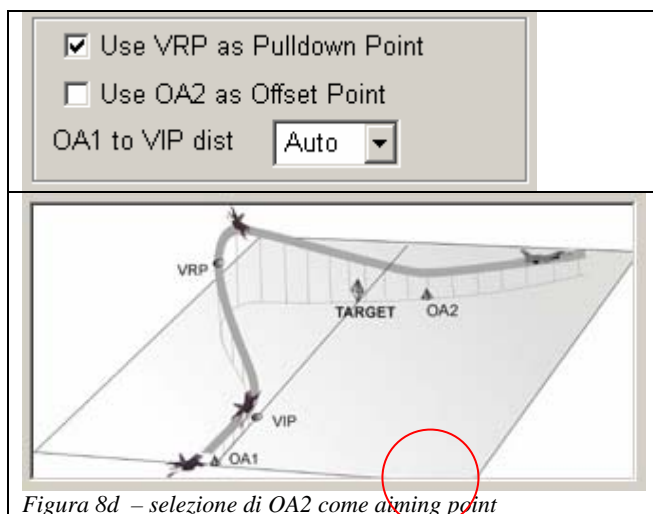 Use VRP as Pulldown Point
Use OA2 as Offset Point
OA1 to VIP dist Auto
VRP
TARGET OA2
VIP
OA1
Figura 8d – selezione di OA2 come aiming point